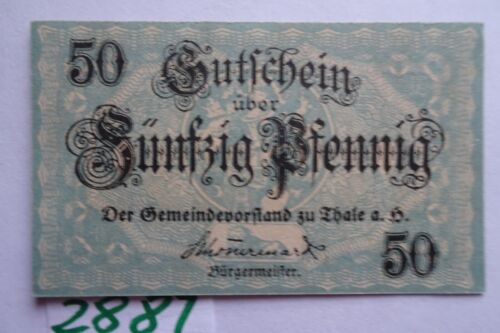 50 Gutschein
über
Fünfzig Pfennig
Der Gemeindevorstand zu Thale a. H.
Bürgermeister.
50
2887